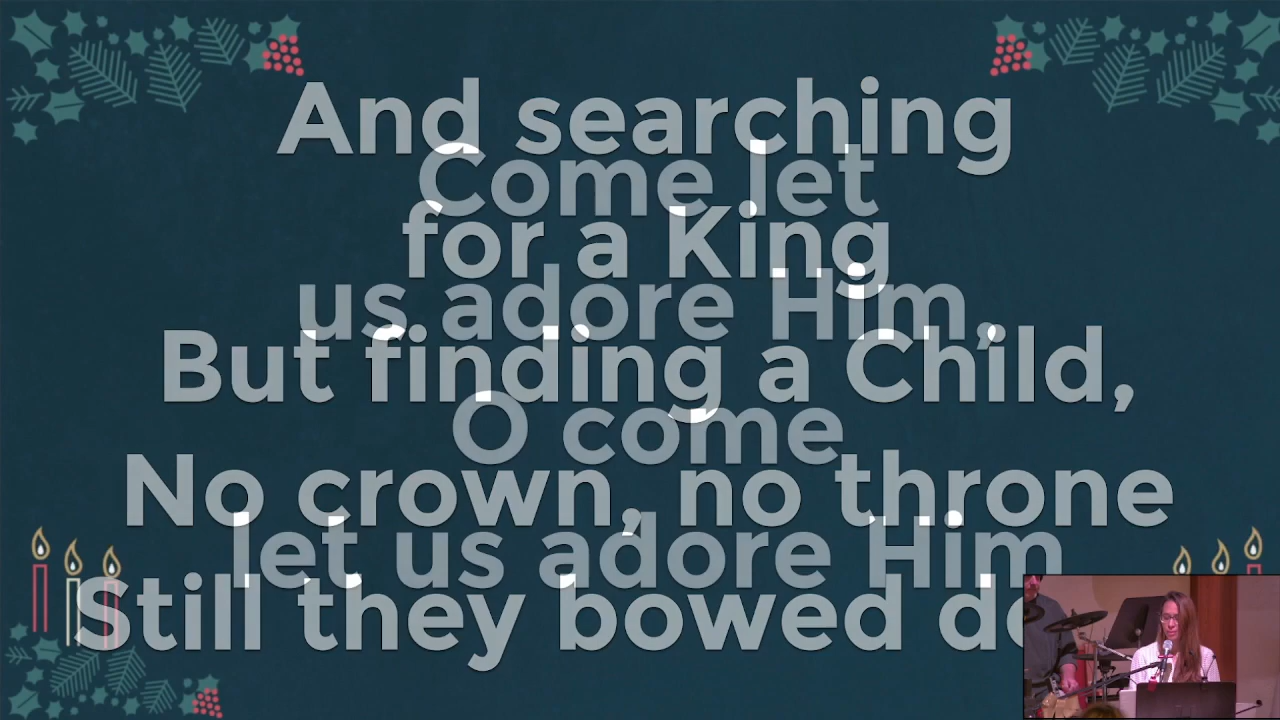 And searching
Come let
for a King
us adore Him,
But finding a Child,
O come
No crown, no throne
let us adore Him
Still they bowed